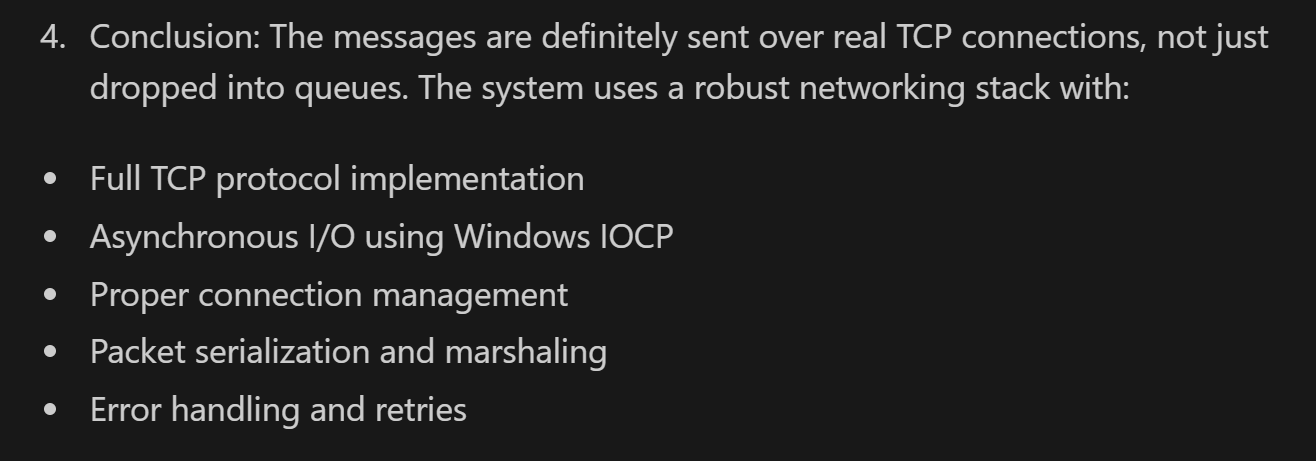 4. Conclusion: The messages are definitely sent over real TCP connections, not just
dropped into queues. The system uses a robust networking stack with:
• Full TCP protocol implementation
• Asynchronous I/O using Windows IOCP
• Proper connection management
• Packet serialization and marshaling
• Error handling and retries